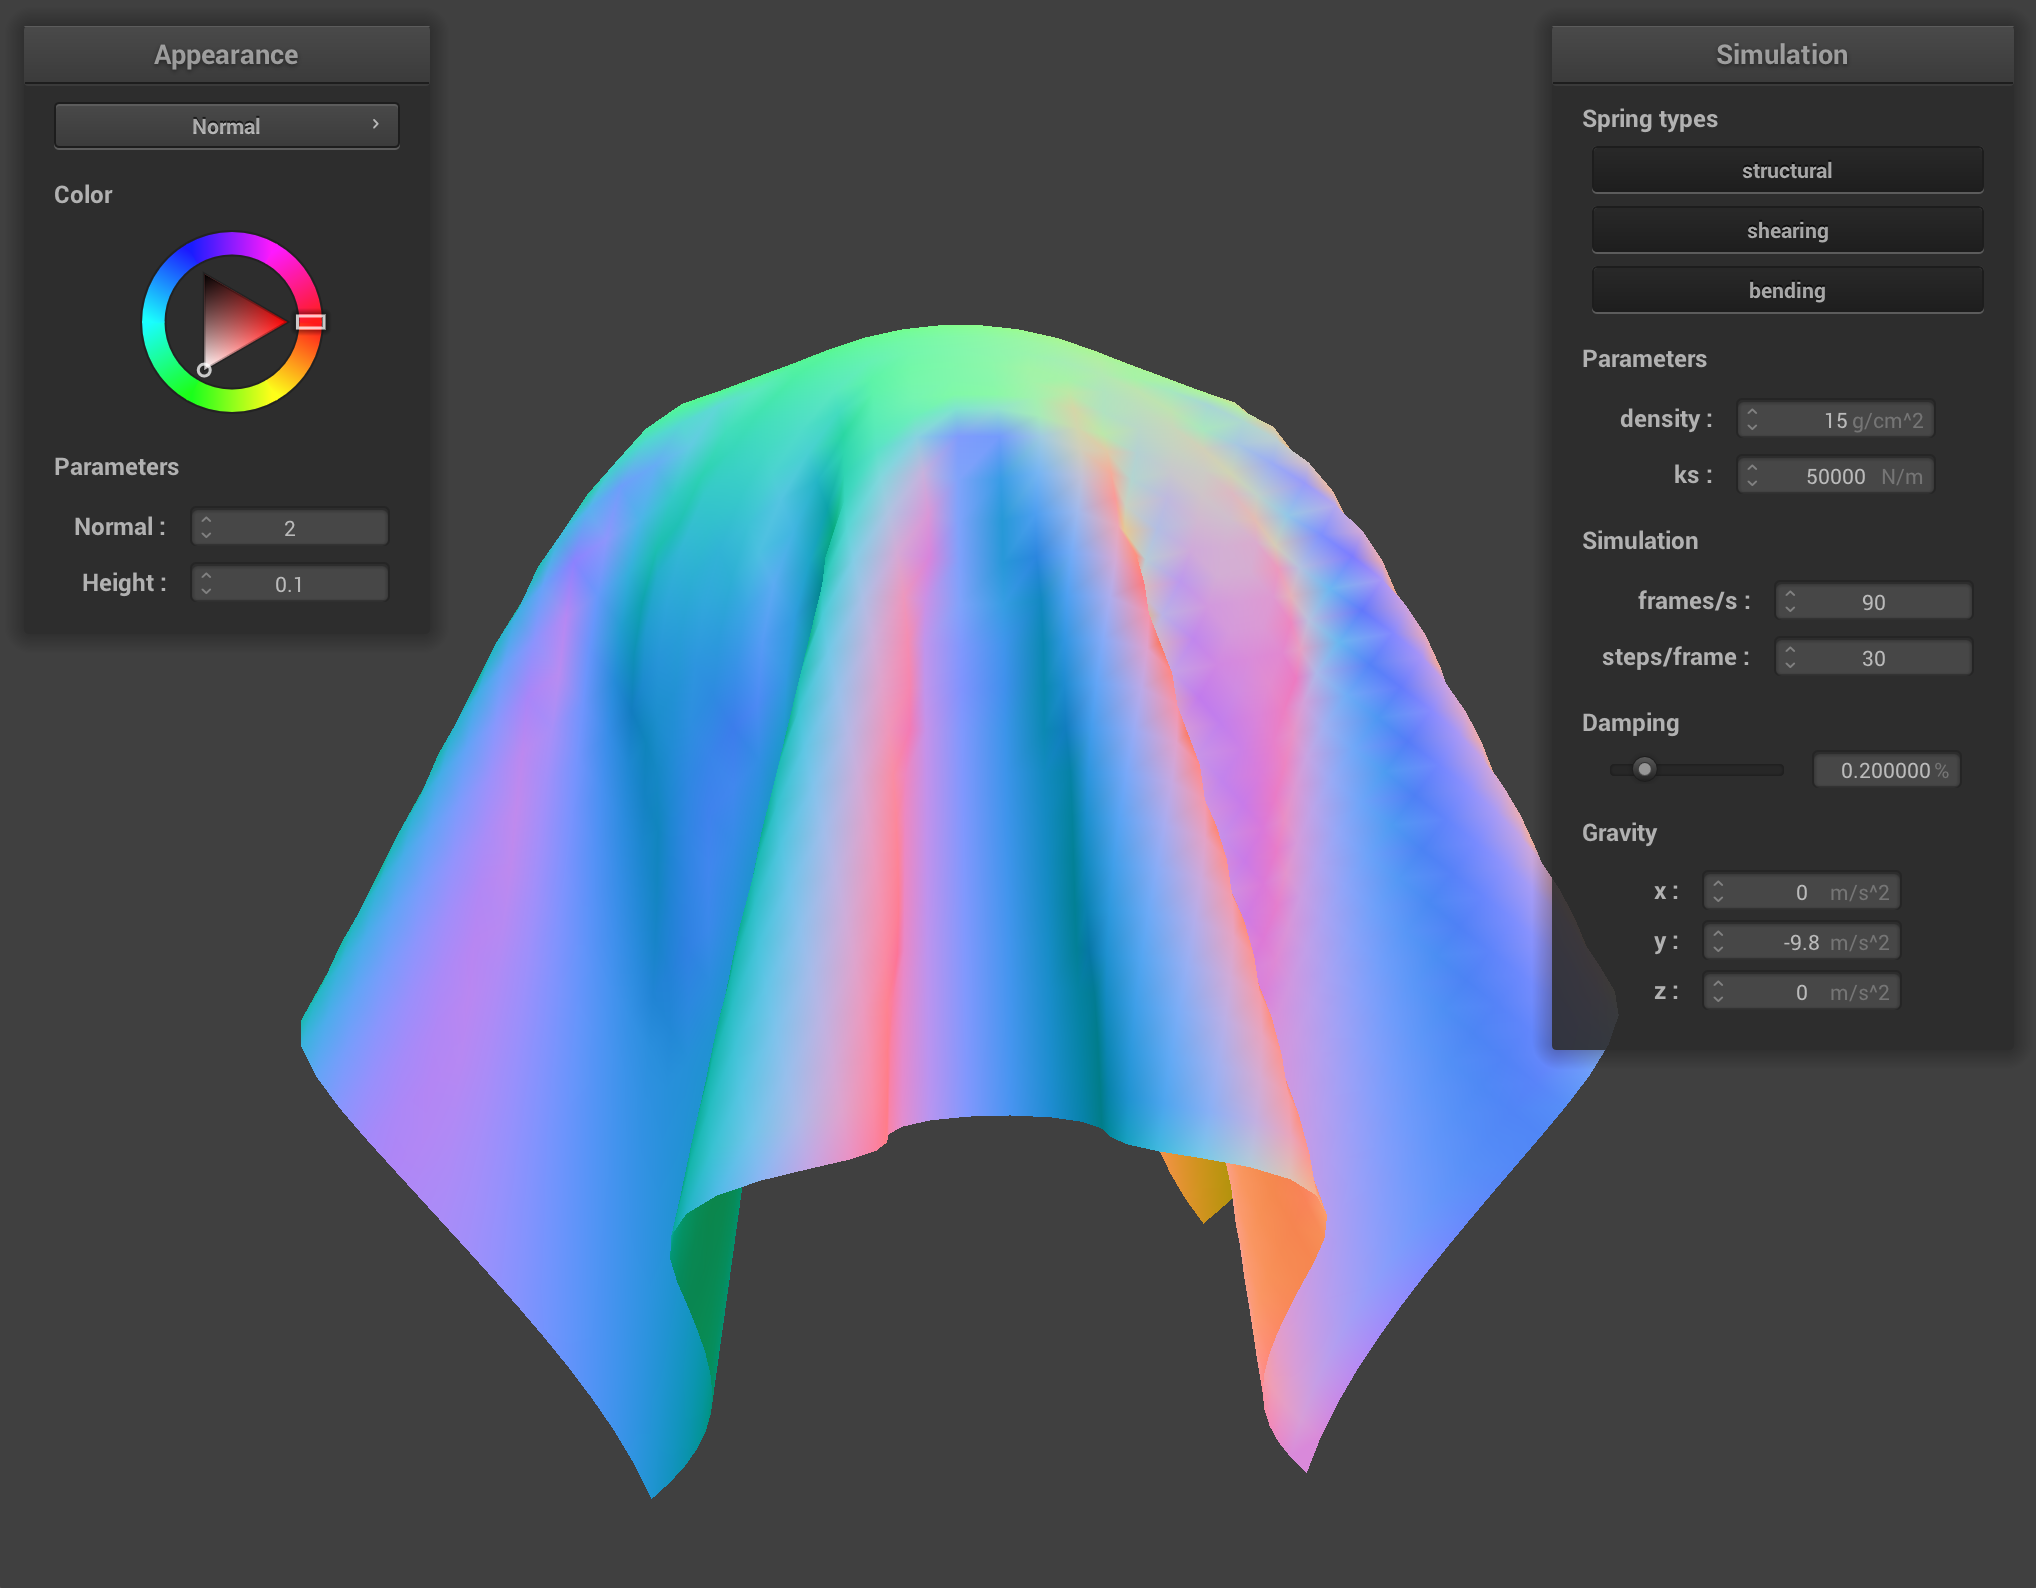 Appearance
Normal
Color
Parameters
Normal : 2
Height : 0.1
Simulation
Spring types
structural
shearing
bending
Parameters
density : 15 g/cm^2
ks : 50000 N/m
Simulation
frames/s : 90
steps/frame : 30
Damping
0.200000 %
Gravity
x : 0 m/s^2
y : -9.8 m/s^2
z : 0 m/s^2